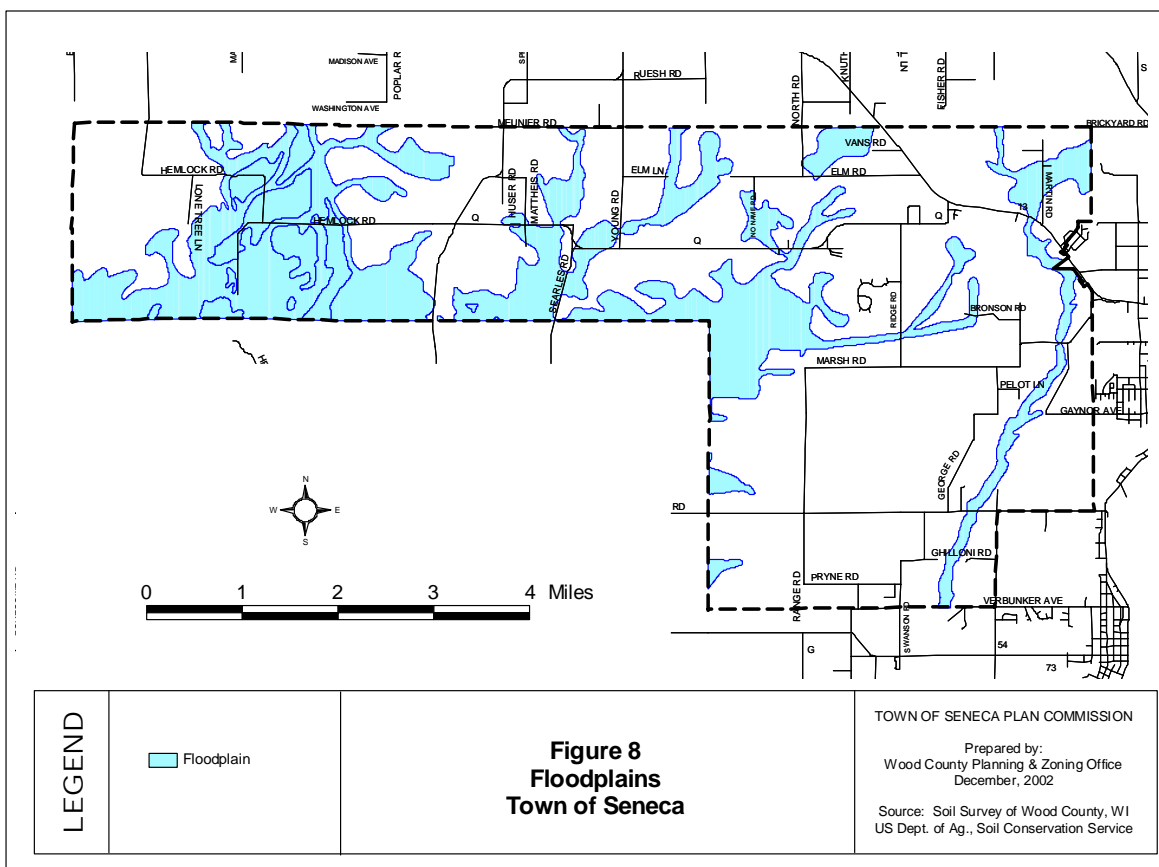 MADISON AVE
POPLAR R
WASHINGTON AVE
RUESH RD
NORTH RD
KNUTH
LN
FISHER RD
S
MEUNIER RD
BRICKYARD RD
VANS RD
HEMLOCK RD
LONE TREE LN
HEMLOCK RD
Q
HUSER RD
MATTHEIS RD
ELM LN
YOUNG RD
Q
NO NAME RD
ELM RD
Q
F
13
MARTIN RD
SEARLES RD
RIDGE RD
BRONSON RD
MARSH RD
PELOT LN
P
GAYNOR AVE
GEORGE RD
RD
GHILLONI RD
PRYNE RD
RANGE RD
SWANSON RD
VERBUNKER AVE
G
54
73
N
W E
S
0 1 2 3 4 Miles
LEGEND
Floodplain
Figure 8
Floodplains
Town of Seneca
TOWN OF SENECA PLAN COMMISSION
Prepared by:
Wood County Planning & Zoning Office
December, 2002
Source: Soil Survey of Wood County, WI
US Dept. of Ag., Soil Conservation Service